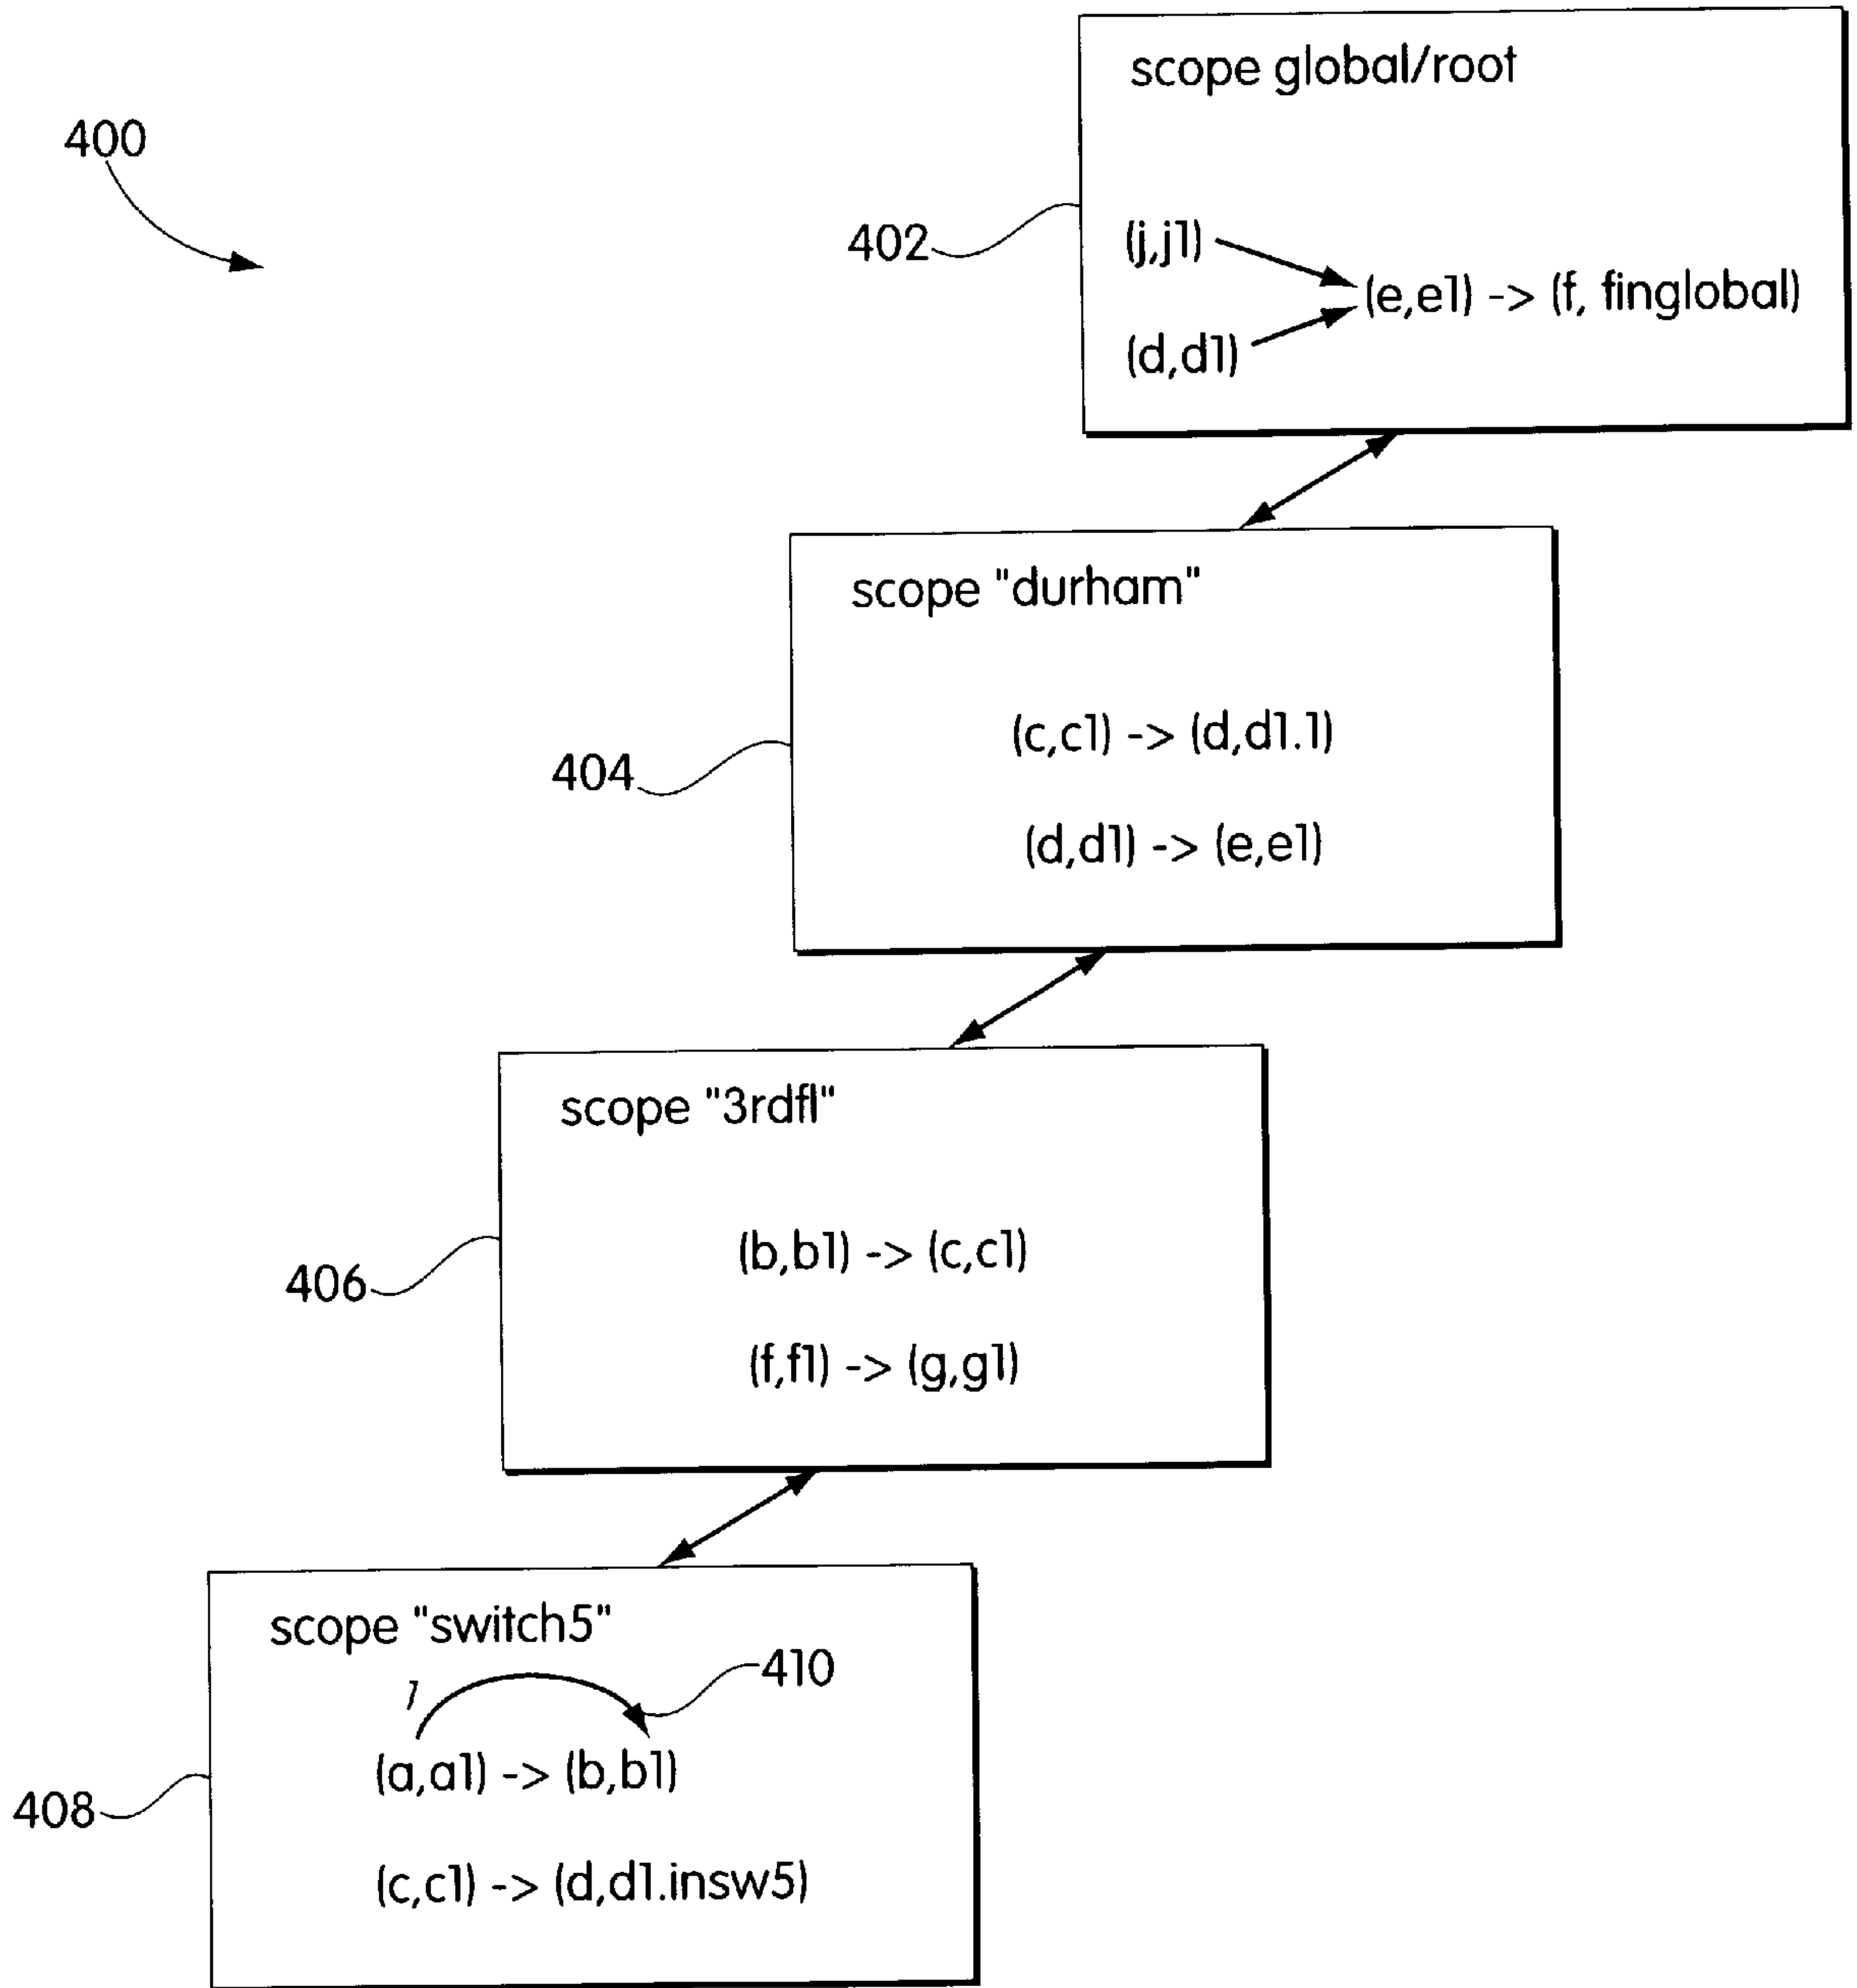 400
scope global/root
402
(j,j1)
(e,e1) -> (f, finglobal)
(d,d1)
scope "durham"
404
(c,c1) -> (d,d1.1)
(d,d1) -> (e,e1)
scope "3rdfl"
406
(b,b1) -> (c,c1)
(f,f1) -> (g,g1)
scope "switch5"
1
410
408
(a,a1) -> (b,b1)
(c,c1) -> (d,d1.insw5)